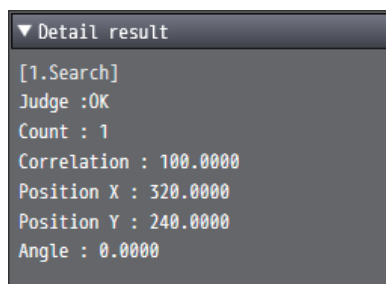 ▼ Detail result
[1.Search]
Judge :OK
Count : 1
Correlation : 100.0000
Position X : 320.0000
Position Y : 240.0000
Angle : 0.0000